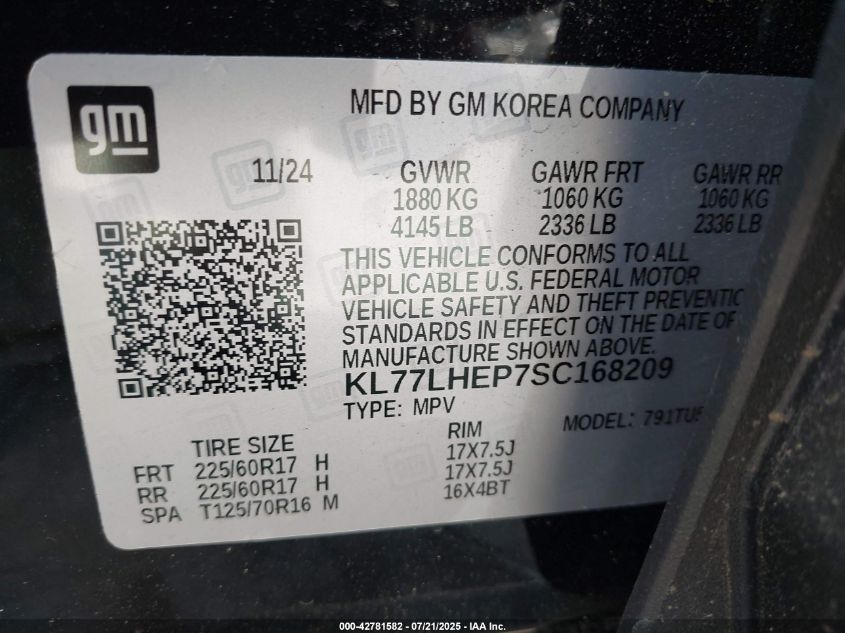 gm
MFD BY GM KOREA COMPANY
11/24 GVWR GAWR FRT GAWR RR
1880 KG 1060 KG 1060 KG
4145 LB 2336 LB 2336 LB
THIS VEHICLE CONFORMS TO ALL
APPLICABLE U.S. FEDERAL MOTOR
VEHICLE SAFETY AND THEFT PREVENTIO
STANDARDS IN EFFECT ON THE DATE OF
MANUFACTURE SHOWN ABOVE.
KL77LHEP7SC168209
TYPE: MPV MODEL: 791TU
TIRE SIZE RIM
FRT 225/60R17 H 17X7.5J
RR 225/60R17 H 17X7.5J
SPA T125/70R16 M 16X4BT
000-42781582 - 07/21/2025 - IAA Inc.